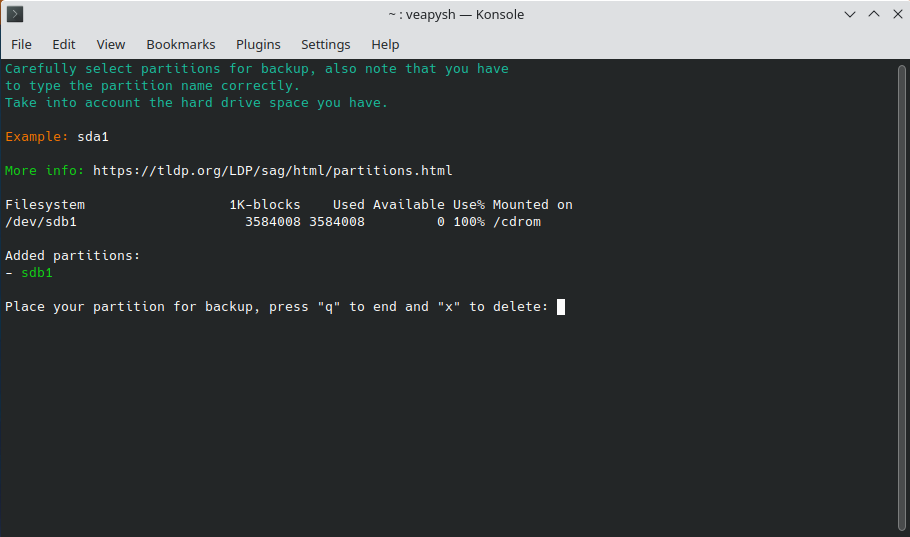 ~ : veapysh — Konsole
File Edit View Bookmarks Plugins Settings Help
Carefully select partitions for backup, also note that you have
to type the partition name correctly.
Take into account the hard drive space you have.
Example: sda1
More info: https://tldp.org/LDP/sag/html/partitions.html
Filesystem 1K-blocks Used Available Use% Mounted on
/dev/sdb1 3584008 3584008 0 100% /cdrom
Added partitions:
- sdb1
Place your partition for backup, press "q" to end and "x" to delete: